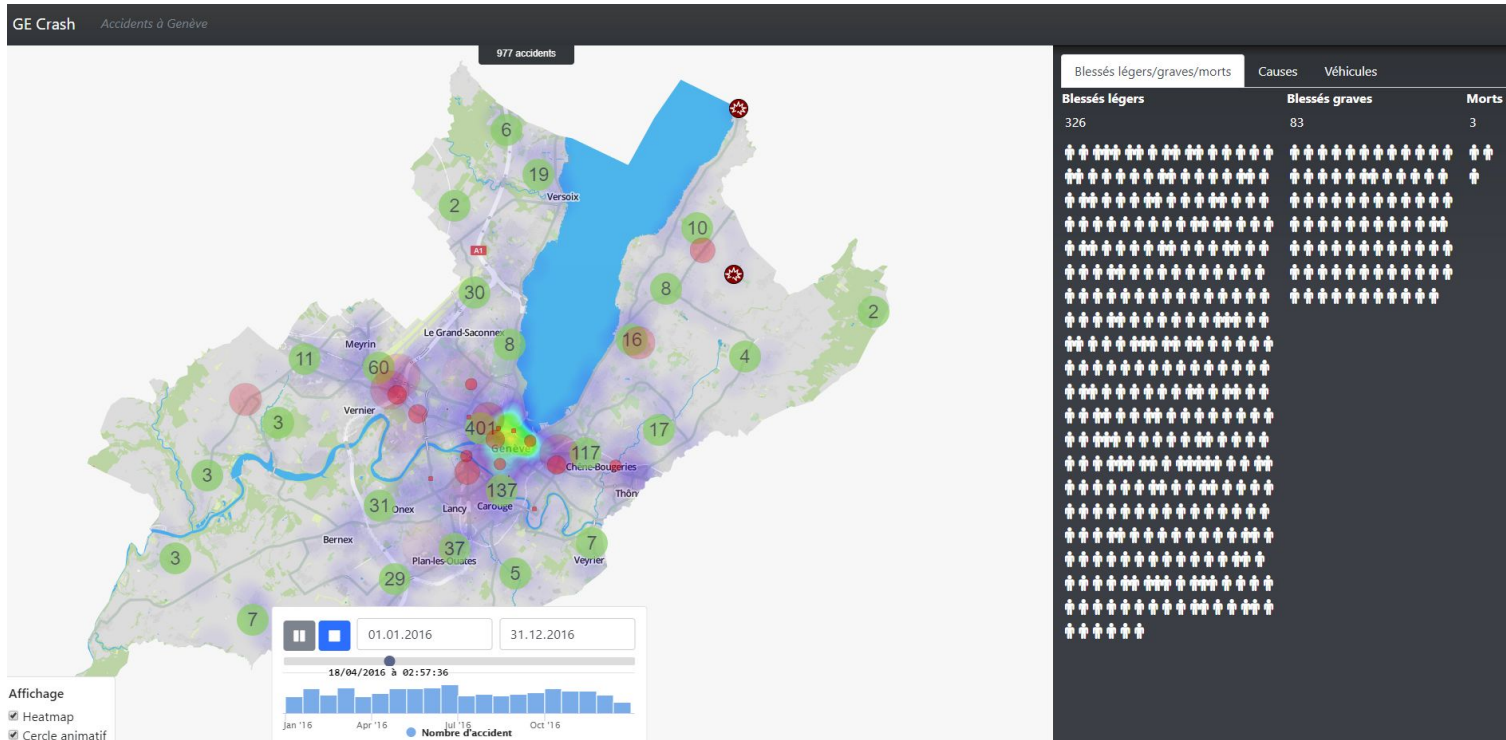 GE Crash Accidents à Genève
977 accidents
Blessés légers/graves/morts Causes Véhicules
Blessés légers Blessés graves Morts
326 83 3
6
19
Versoix
2
10
A1
30
8
2
Le Grand-Saconnex
8
16
Meyrin
11
60
4
Vernier
3
401
17
Genève
117
Chêne-Bougeries
3
137
Thôn
31
Onex
Lancy
Carouge
Bernex
37
7
3
Plan-les-Ouates
Veyrier
29
5
7
01.01.2016 31.12.2016
18/04/2016 à 02:57:36
Jan '16 Apr '16 Jul '16 Oct '16
Nombre d'accident
Affichage
Heatmap
Cercle animatif